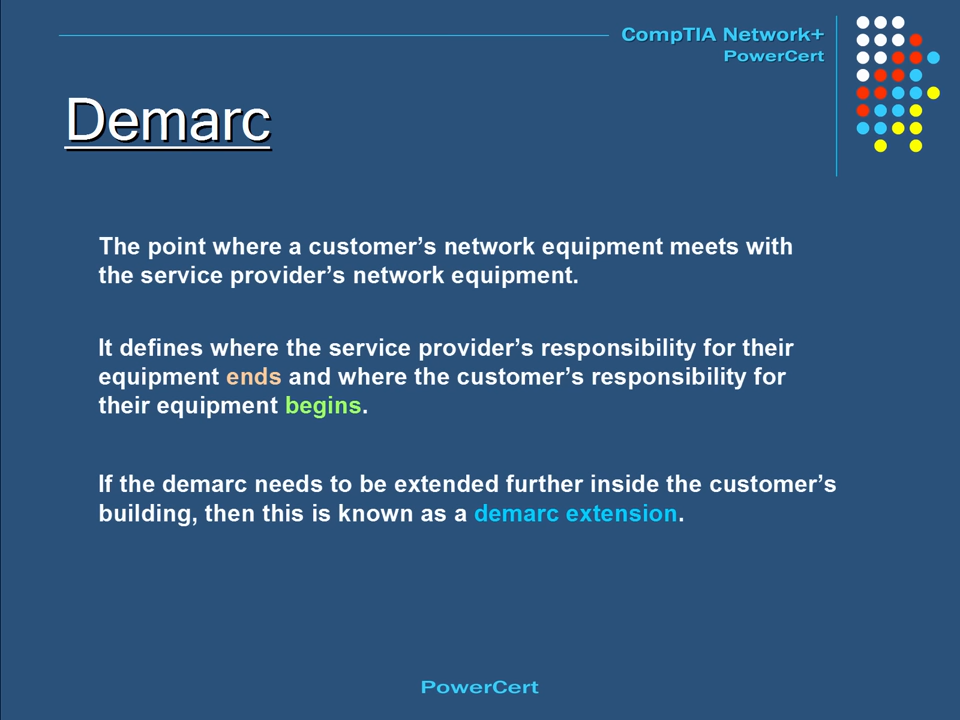 CompTIA Network+
PowerCert
Demarc
The point where a customer’s network equipment meets with
the service provider’s network equipment.
It defines where the service provider’s responsibility for their
equipment ends and where the customer’s responsibility for
their equipment begins.
If the demarc needs to be extended further inside the customer’s
building, then this is known as a demarc extension.
PowerCert